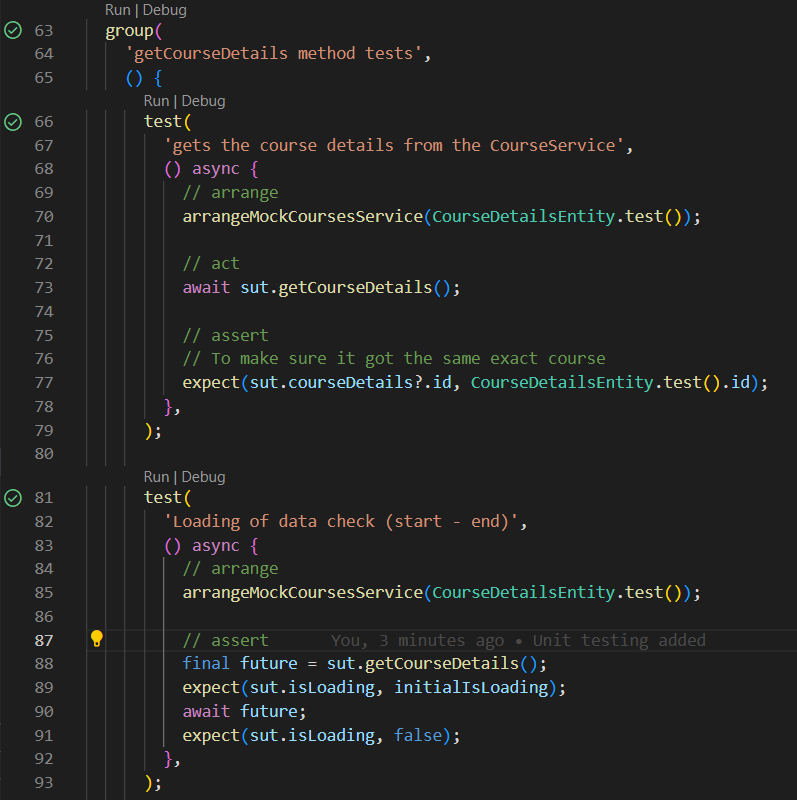 Run | Debug
63 group(
64 'getCourseDetails method tests',
65 () {
Run | Debug
66 test(
67 'gets the course details from the CourseService',
68 () async {
69 // arrange
70 arrangeMockCoursesService(CourseDetailsEntity.test());
71
72 // act
73 await sut.getCourseDetails();
74
75 // assert
76 // To make sure it got the same exact course
77 expect(sut.courseDetails?.id, CourseDetailsEntity.test().id);
78 },
79 );
80
Run | Debug
81 test(
82 'Loading of data check (start - end)',
83 () async {
84 // arrange
85 arrangeMockCoursesService(CourseDetailsEntity.test());
86
87 // assert You, 3 minutes ago • Unit testing added
88 final future = sut.getCourseDetails();
89 expect(sut.isLoading, initialIsLoading);
90 await future;
91 expect(sut.isLoading, false);
92 },
93 );